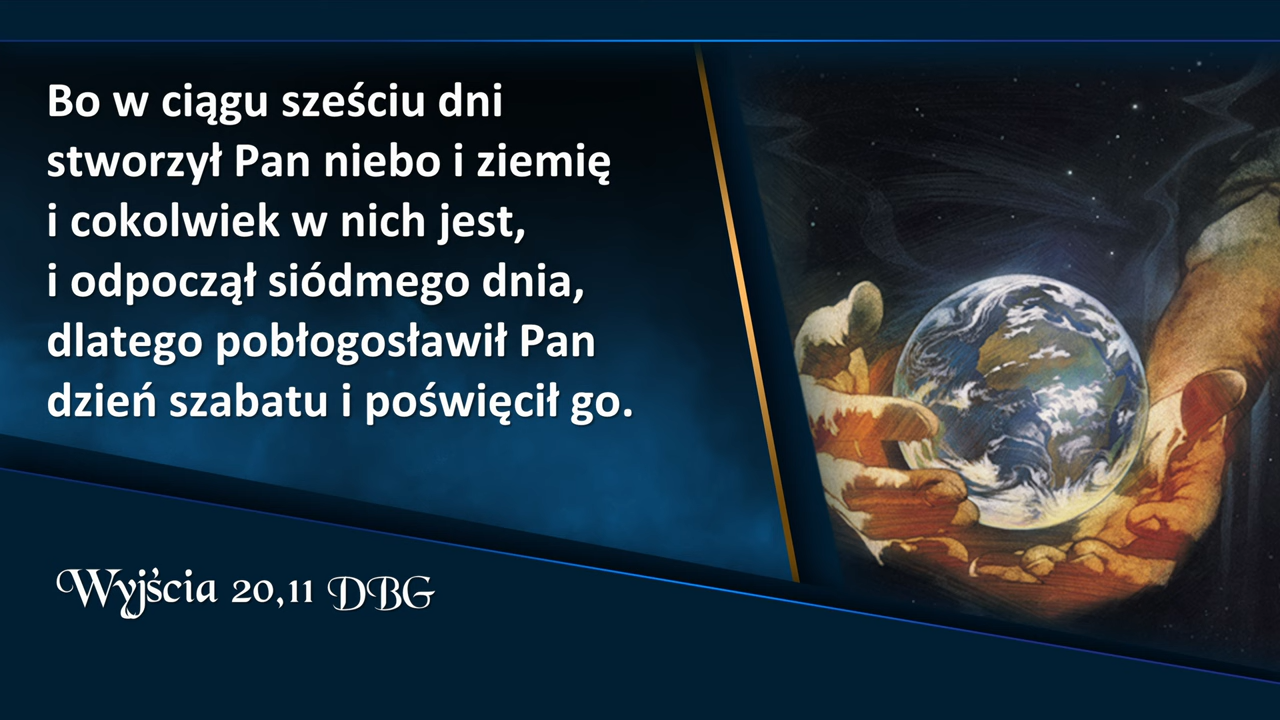 Bo w ciągu sześciu dni
stworzył Pan niebo i ziemię
i cokolwiek w nich jest,
i odpoczął siódmego dnia,
dlatego pobłogosławił Pan
dzień szabatu i poświęcił go.
Wyjścia 20,11 DBG